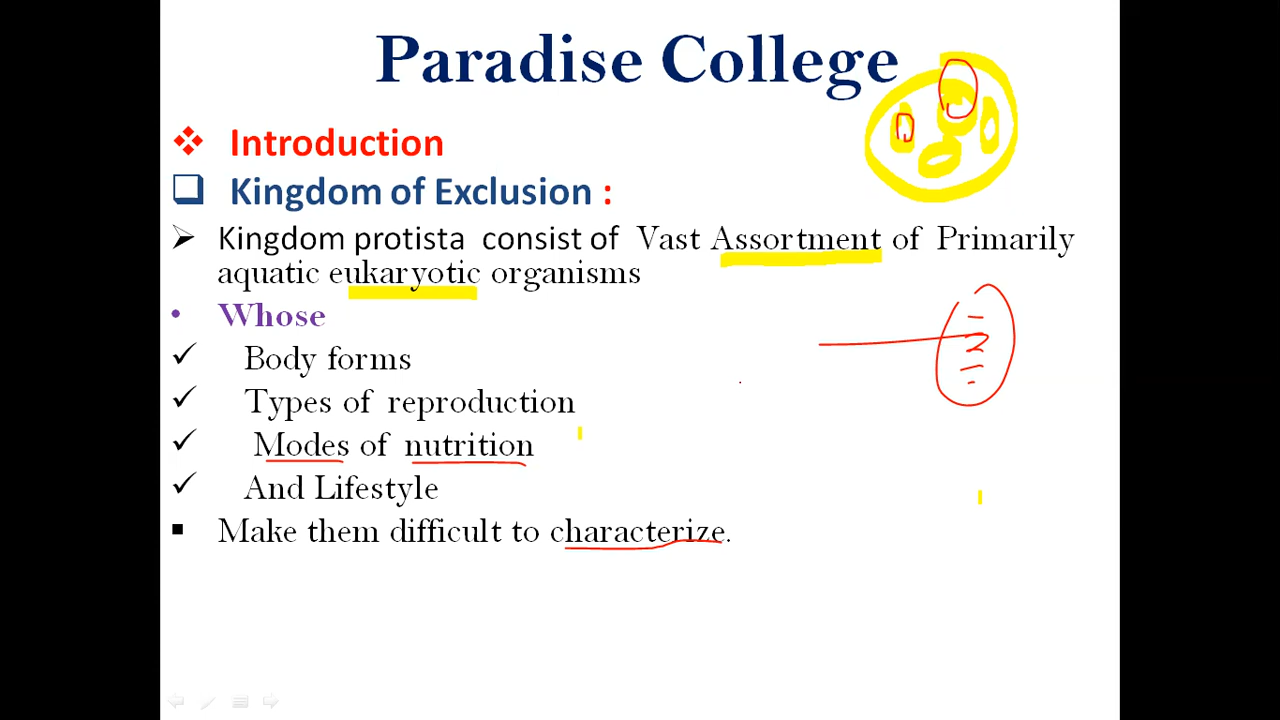 Paradise College
Introduction
Kingdom of Exclusion :
Kingdom protista consist of Vast Assortment of Primarily
aquatic eukaryotic organisms
Whose
Body forms
Types of reproduction
Modes of nutrition
And Lifestyle
Make them difficult to characterize.